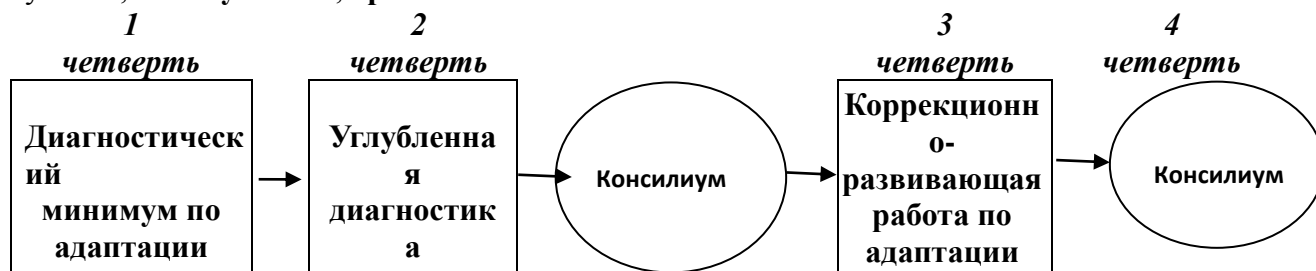 1
четверть
2
четверть
3
четверть
4
четверть
Диагностическ
ий
минимум по
адаптации
Углубленна
я
диагностик
а
Консилиум
Коррекционн
о-
развивающая
работа по
адаптации
Консилиум